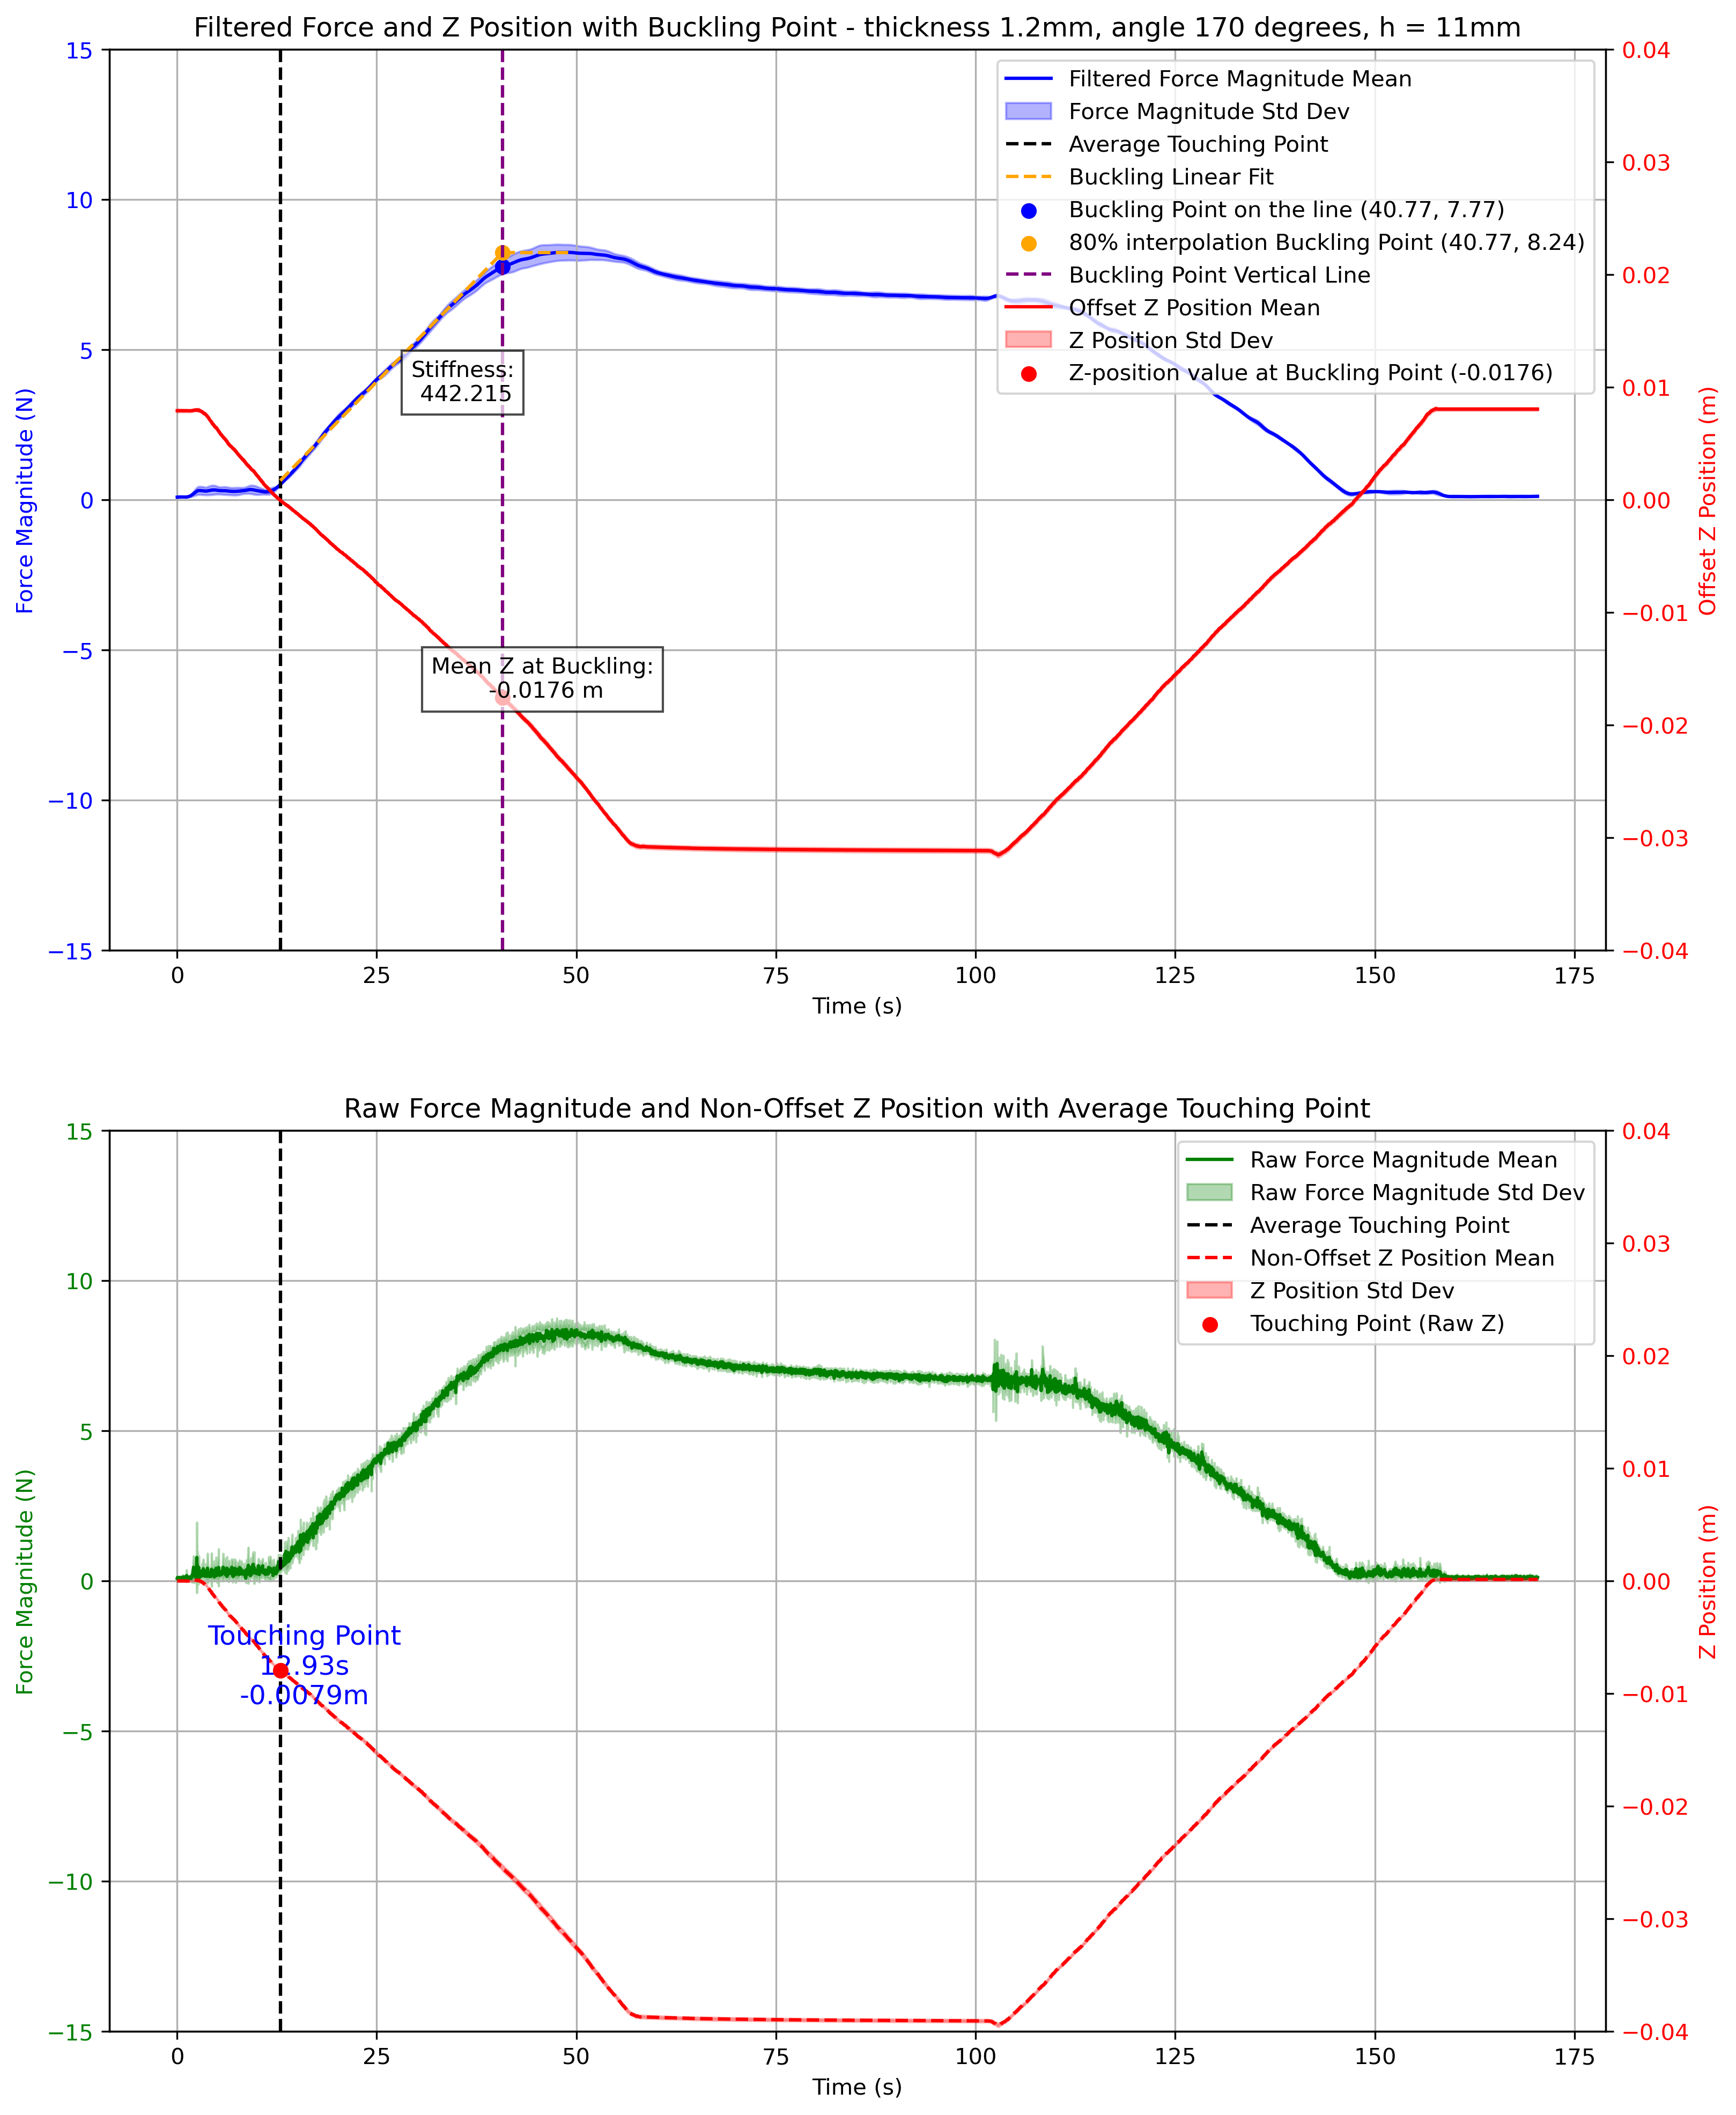 Filtered Force and Z Position with Buckling Point - thickness 1.2mm, angle 170 degrees, h = 11mm
Force Magnitude (N)
15
10
5
0
−5
−10
−15
Filtered Force Magnitude Mean
Force Magnitude Std Dev
Average Touching Point
Buckling Linear Fit
Buckling Point on the line (40.77, 7.77)
80% interpolation Buckling Point (40.77, 8.24)
Buckling Point Vertical Line
Offset Z Position Mean
Z Position Std Dev
Z-position value at Buckling Point (-0.0176)
Stiffness:
442.215
Mean Z at Buckling:
-0.0176 m
0.04
0.03
0.02
0.01
0.00
−0.01
−0.02
−0.03
−0.04
Offset Z Position (m)
0 25 50 75 100 125 150 175
Time (s)
Raw Force Magnitude and Non-Offset Z Position with Average Touching Point
Force Magnitude (N)
15
10
5
0
−5
−10
−15
Raw Force Magnitude Mean
Raw Force Magnitude Std Dev
Average Touching Point
Non-Offset Z Position Mean
Z Position Std Dev
Touching Point (Raw Z)
Touching Point
12.93s
-0.0079m
0.04
0.03
0.02
0.01
0.00
−0.01
−0.02
−0.03
−0.04
Z Position (m)
0 25 50 75 100 125 150 175
Time (s)